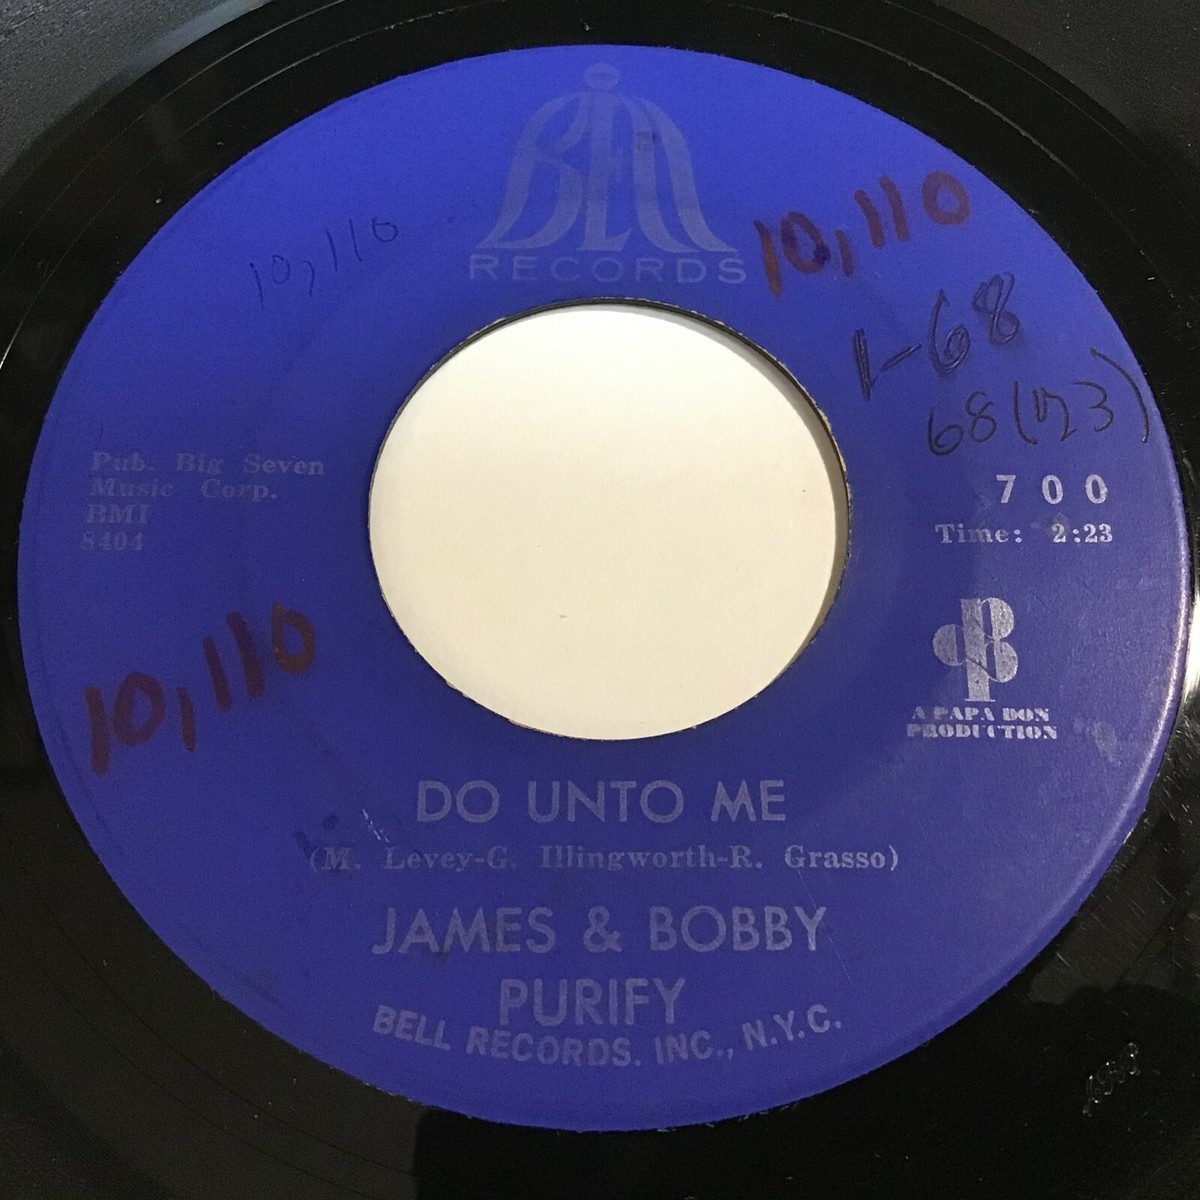 BELL
RECORDS
10,110
10,110
1-68
68(023)
Pub. Big Seven
Music Corp.
BMI
8404
700
Time: 2:23
10,110
A PAPA DON
PRODUCTION
DO UNTO ME
(M. Levey-G. Illingworth-R. Grasso)
JAMES & BOBBY
PURIFY
BELL RECORDS. INC., N.Y.C.